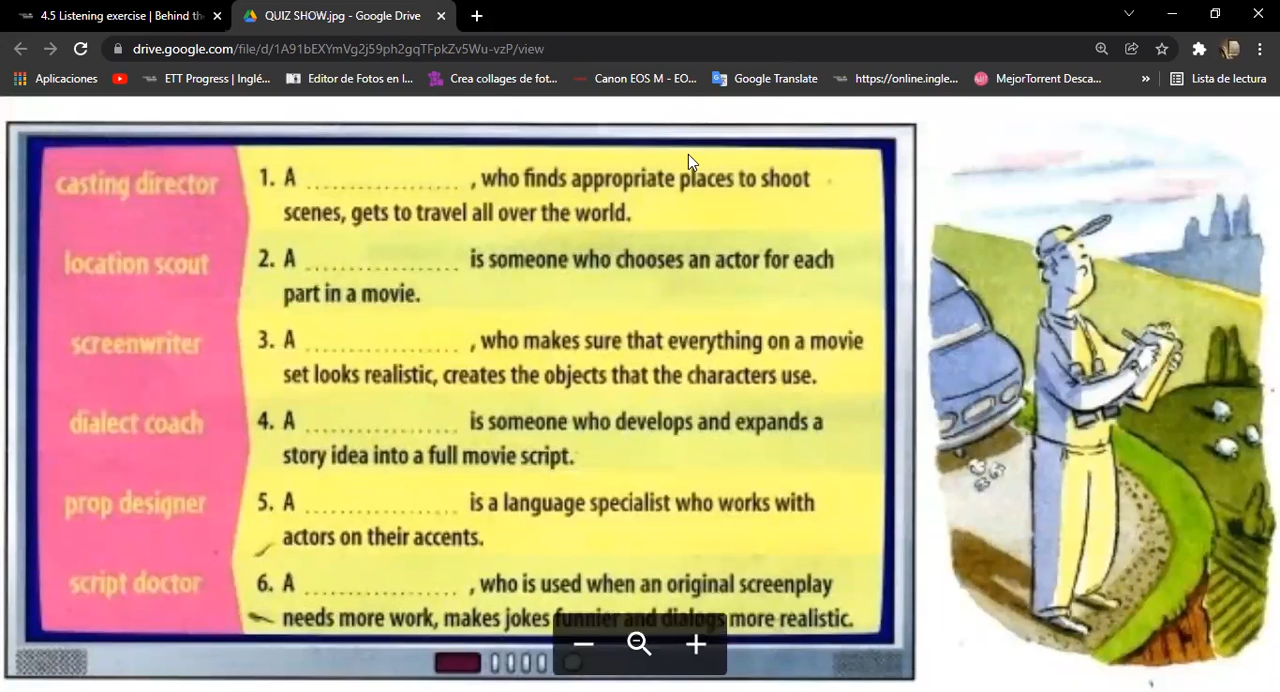 4.5 Listening exercise | Behind th
QUIZ SHOW.jpg - Google Drive
drive.google.com/file/d/1A91bEXYmVg2j59ph2gqTFpkZv5Wu-vzP/view
Aplicaciones
ETT Progress | Inglé...
Editor de Fotos en l...
Crea collages de fot...
Canon EOS M - EO...
Google Translate
https://online.ingle...
MejorTorrent Desca...
»
Lista de lectura
casting director
location scout
screenwriter
dialect coach
prop designer
script doctor
1. A ................. , who finds appropriate places to shoot
scenes, gets to travel all over the world.
2. A ................. is someone who chooses an actor for each
part in a movie.
3. A ................. , who makes sure that everything on a movie
set looks realistic, creates the objects that the characters use.
4. A ................. is someone who develops and expands a
story idea into a full movie script.
5. A ................. is a language specialist who works with
actors on their accents.
6. A ................. , who is used when an original screenplay
needs more work, makes jokes funnier and dialogs more realistic.